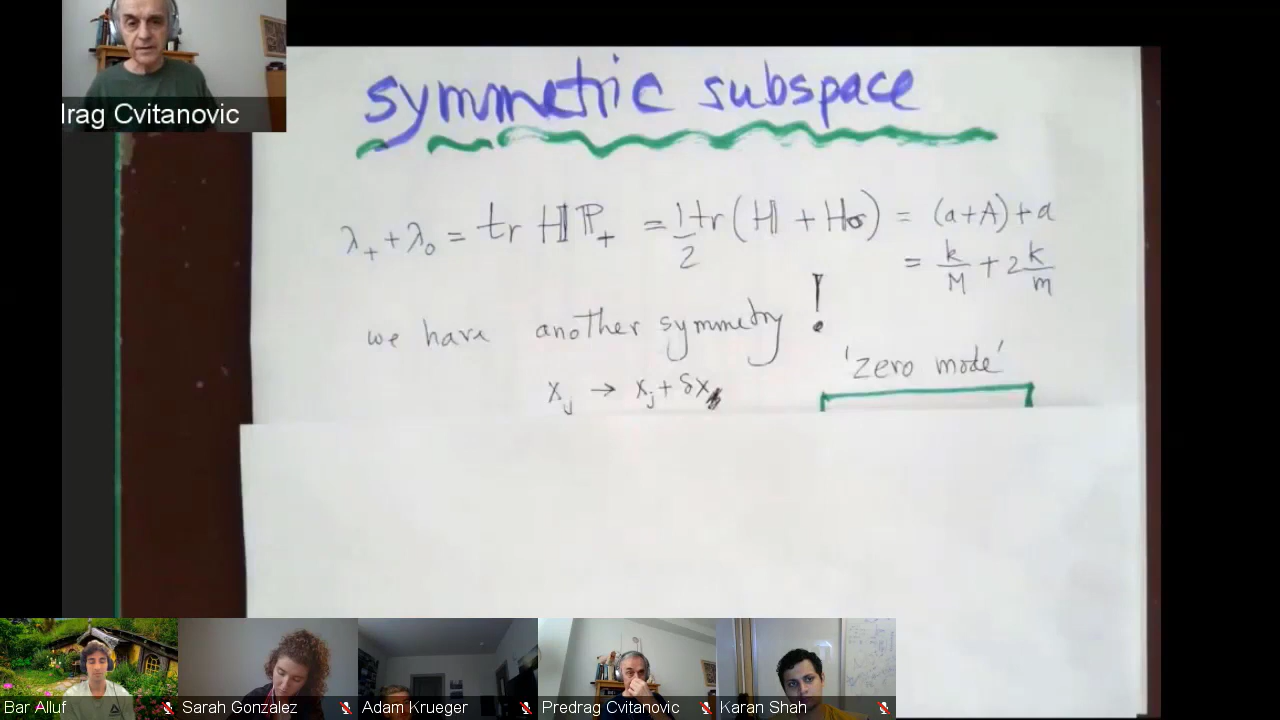 drag Cvitanovic
symmetric subspace
λ₊ + λ₀ = tr H P₊ = 1/2 tr (H + Hσ) = (a+A)+a
= k/M + 2 k/m
we have another symmetry !
'zero mode'
xⱼ → xⱼ + δx
Bar Alluf
Sarah Gonzalez
Adam Krueger
Predrag Cvitanovic
Karan Shah